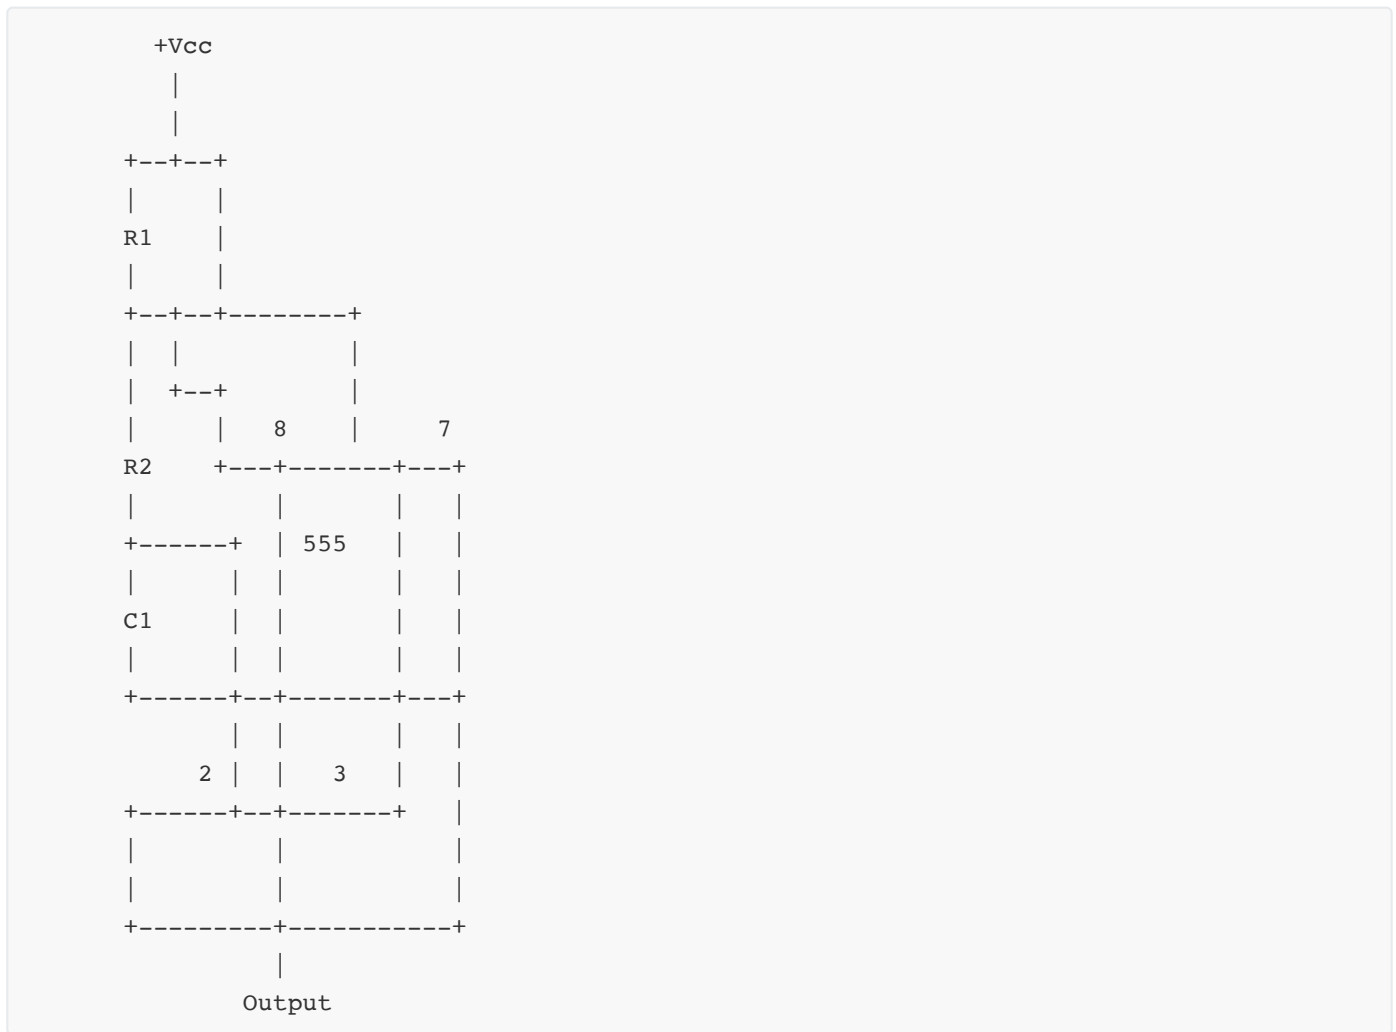 +Vcc
|
|
+--+--+
|     |
R1    |
|     |
+--+--+--------+
|  |           |
|  +--+        |
|     |   8    |     7
R2    +---+-------+---+
|         |       |   |
+------+  | 555   |   |
|      |  |       |   |
C1     |  |       |   |
|      |  |       |   |
+------+--+-------+---+
       |  |       |   |
     2 |  |   3   |   |
+------+--+-------+   |
|         |           |
|         |           |
+---------+-----------+
          |
        Output